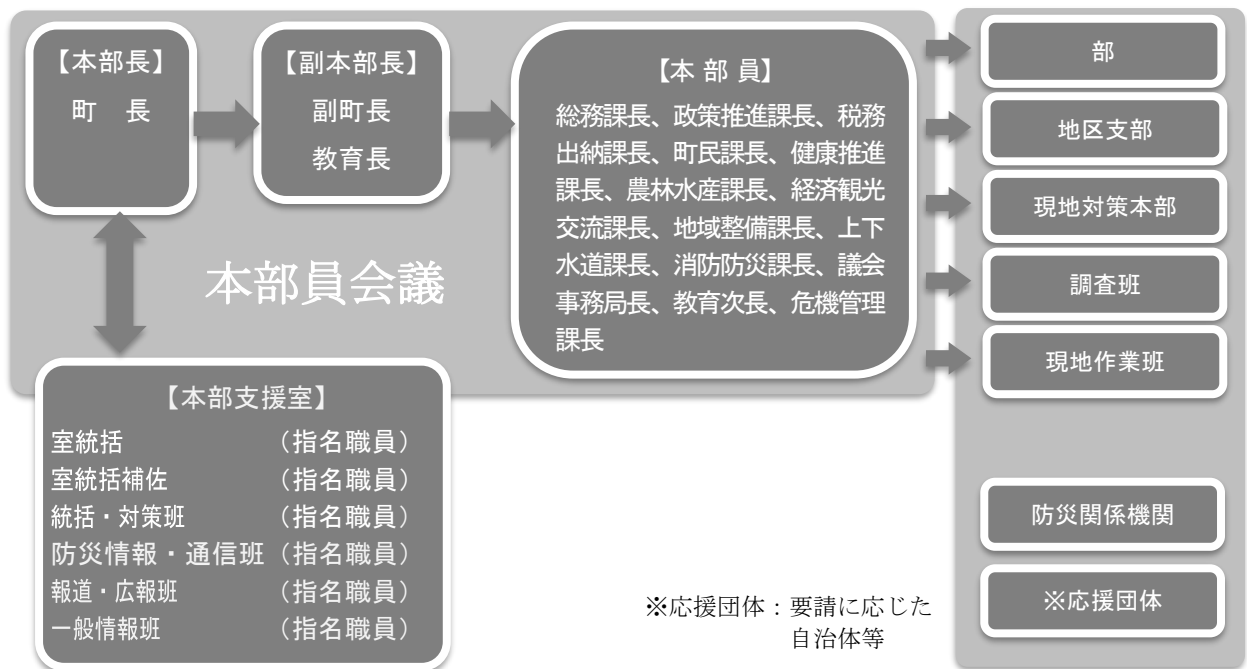 【本部長】
町　長
【副本部長】
副町長
教育長
【本 部 員】
総務課長、政策推進課長、税務
出納課長、町民課長、健康推進
課長、農林水産課長、経済観光
交流課長、地域整備課長、上下
水道課長、消防防災課長、議会
事務局長、教育次長、危機管理
課長
本部員会議
【本部支援室】
室統括　（指名職員）
室統括補佐　（指名職員）
統括・対策班　（指名職員）
防災情報・通信班（指名職員）
報道・広報班　（指名職員）
一般情報班　（指名職員）
部
地区支部
現地対策本部
調査班
現地作業班
防災関係機関
※応援団体
※応援団体：要請に応じた
自治体等